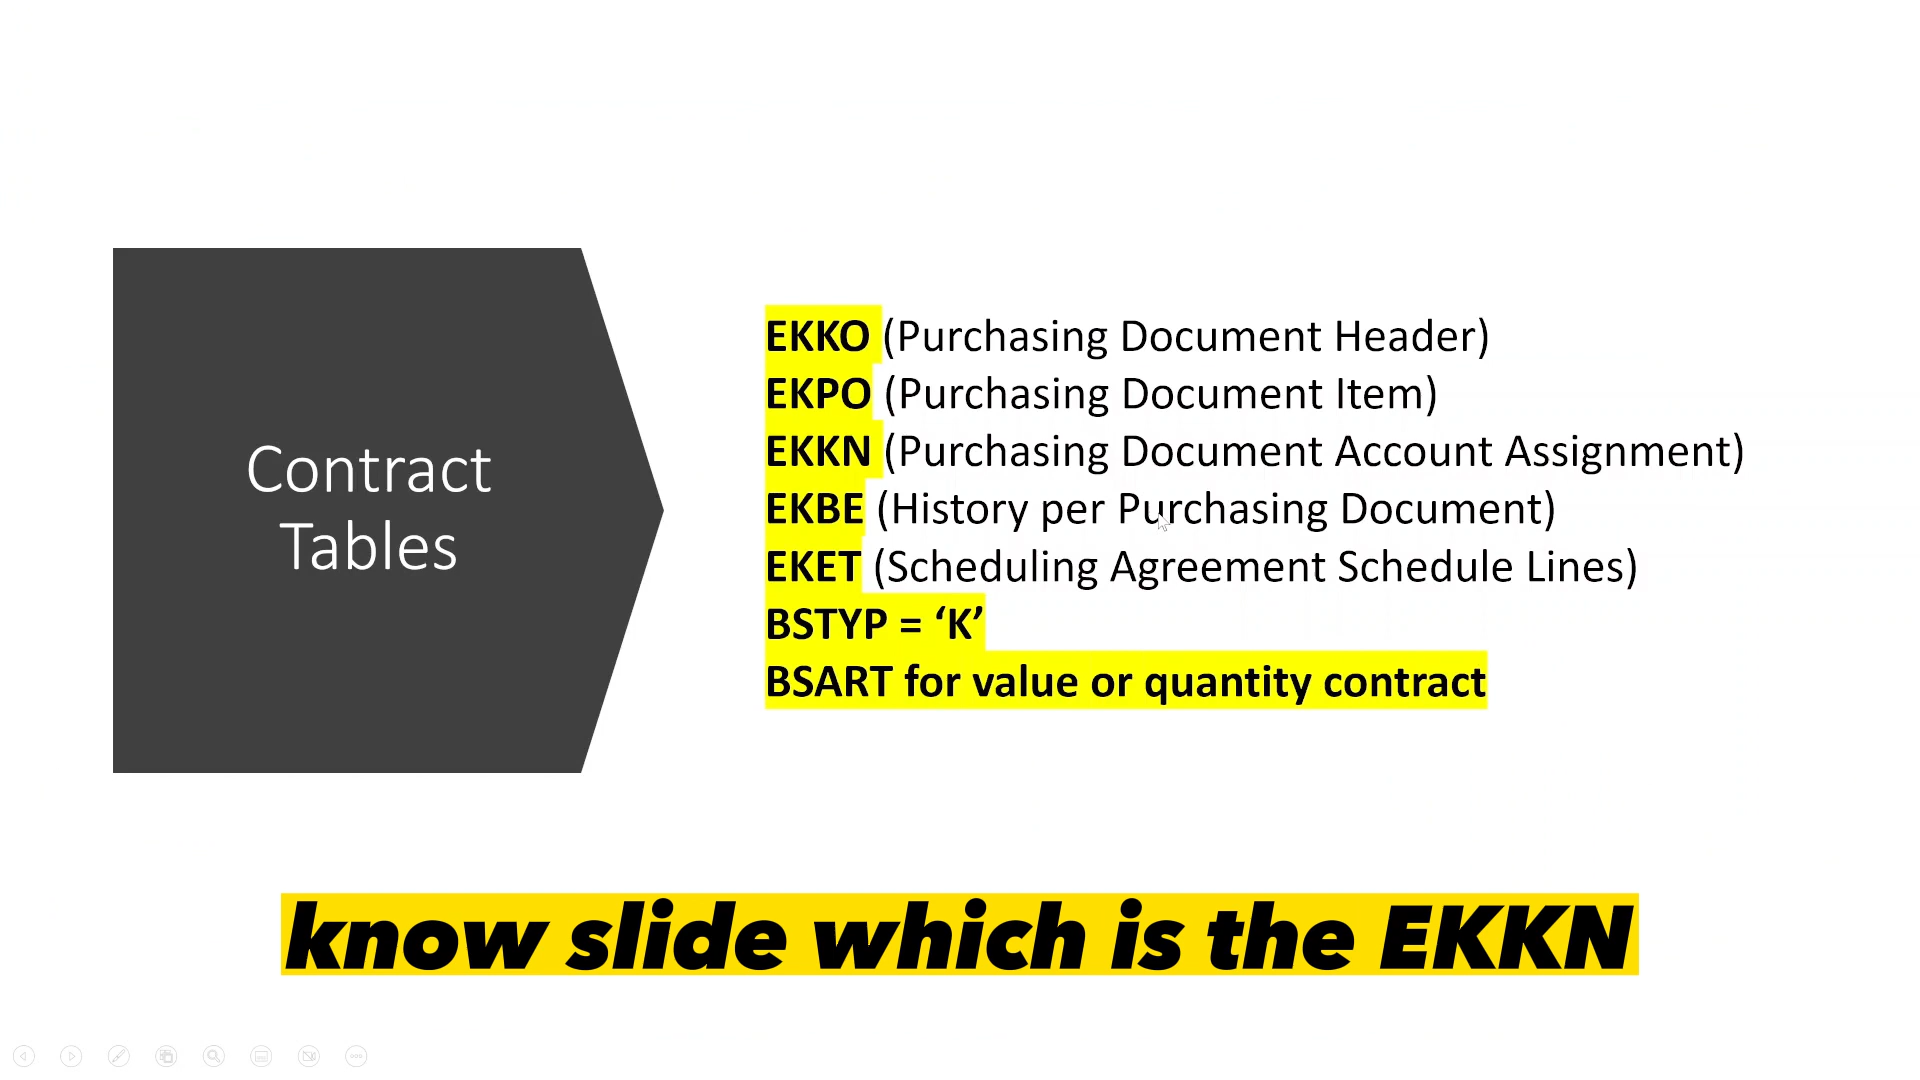 Contract
Tables
EKKO (Purchasing Document Header)
EKPO (Purchasing Document Item)
EKKN (Purchasing Document Account Assignment)
EKBE (History per Purchasing Document)
EKET (Scheduling Agreement Schedule Lines)
BSTYP = ‘K’
BSART for value or quantity contract
know slide which is the EKKN